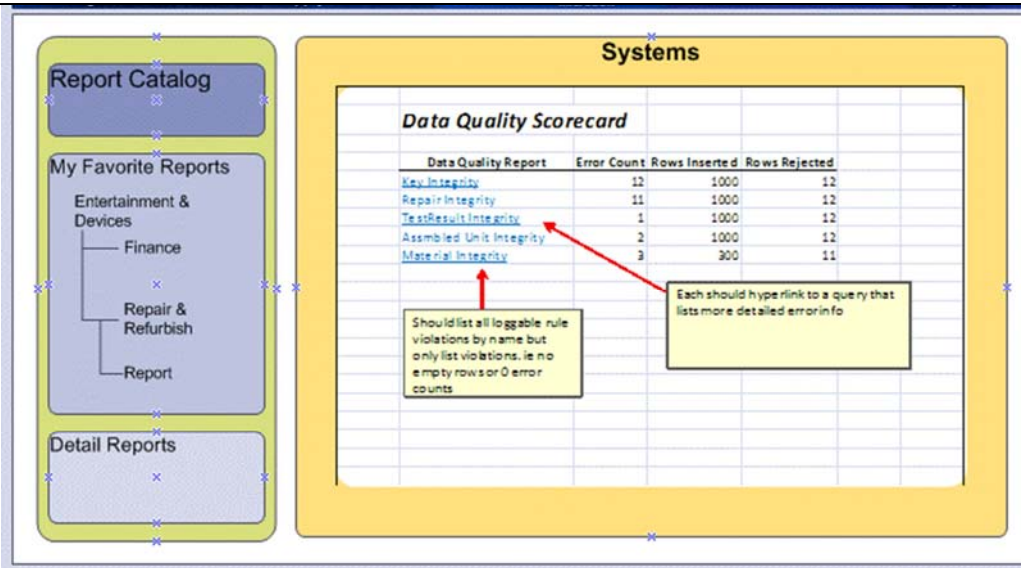 Report Catalog
My Favorite Reports
Entertainment &
Devices
Finance
Repair &
Refurbish
Report
Detail Reports
Systems
Data Quality Scorecard
Data Quality Report Error Count Rows Inserted Rows Rejected
Key Integrity 12 1000 12
Repair Integrity 11 1000 12
TestResult Integrity 1 1000 12
Assmbled Unit Integrity 2 1000 12
Material Integrity 3 300 11
Should list all loggable rule
violations by name but
only list violations. ie no
empty rows or 0 error
counts
Each should hyperlink to a query that
lists more detailed error info